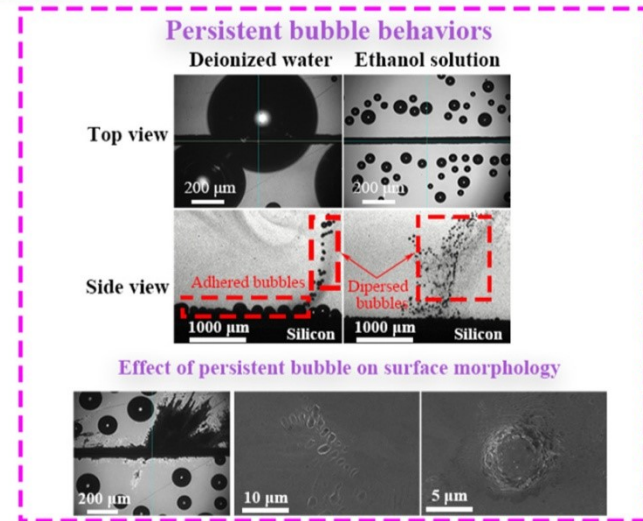 Persistent bubble behaviors
Deionized water Ethanol solution
Top view
200 μm
200 μm
Side view
Adhered bubbles
Dipersed
bubbles
1000 μm Silicon
1000 μm Silicon
Effect of persistent bubble on surface morphology
200 μm
10 μm
5 μm